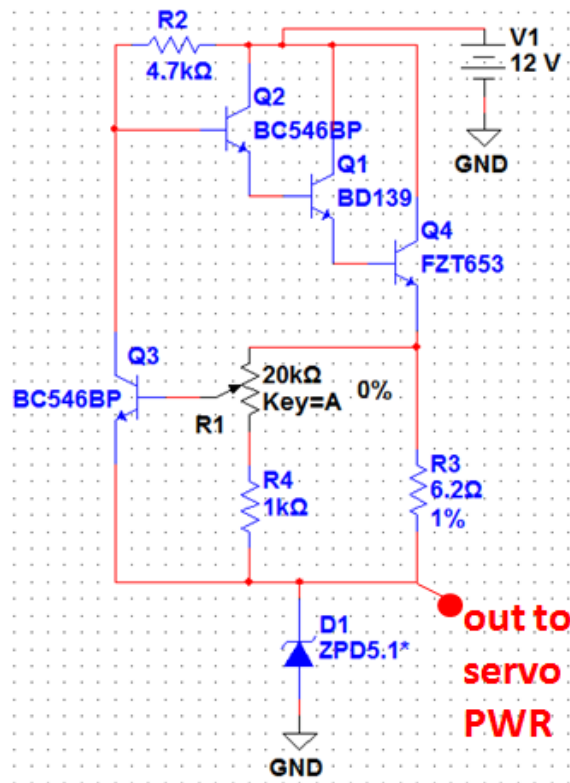 R2
4.7kΩ
V1
12 V
GND
Q2
BC546BP
Q1
BD139
Q4
FZT653
Q3
BC546BP
R1
20kΩ
Key=A
0%
R4
1kΩ
R3
6.2Ω
1%
D1
ZPD5.1*
GND
out to
servo
PWR